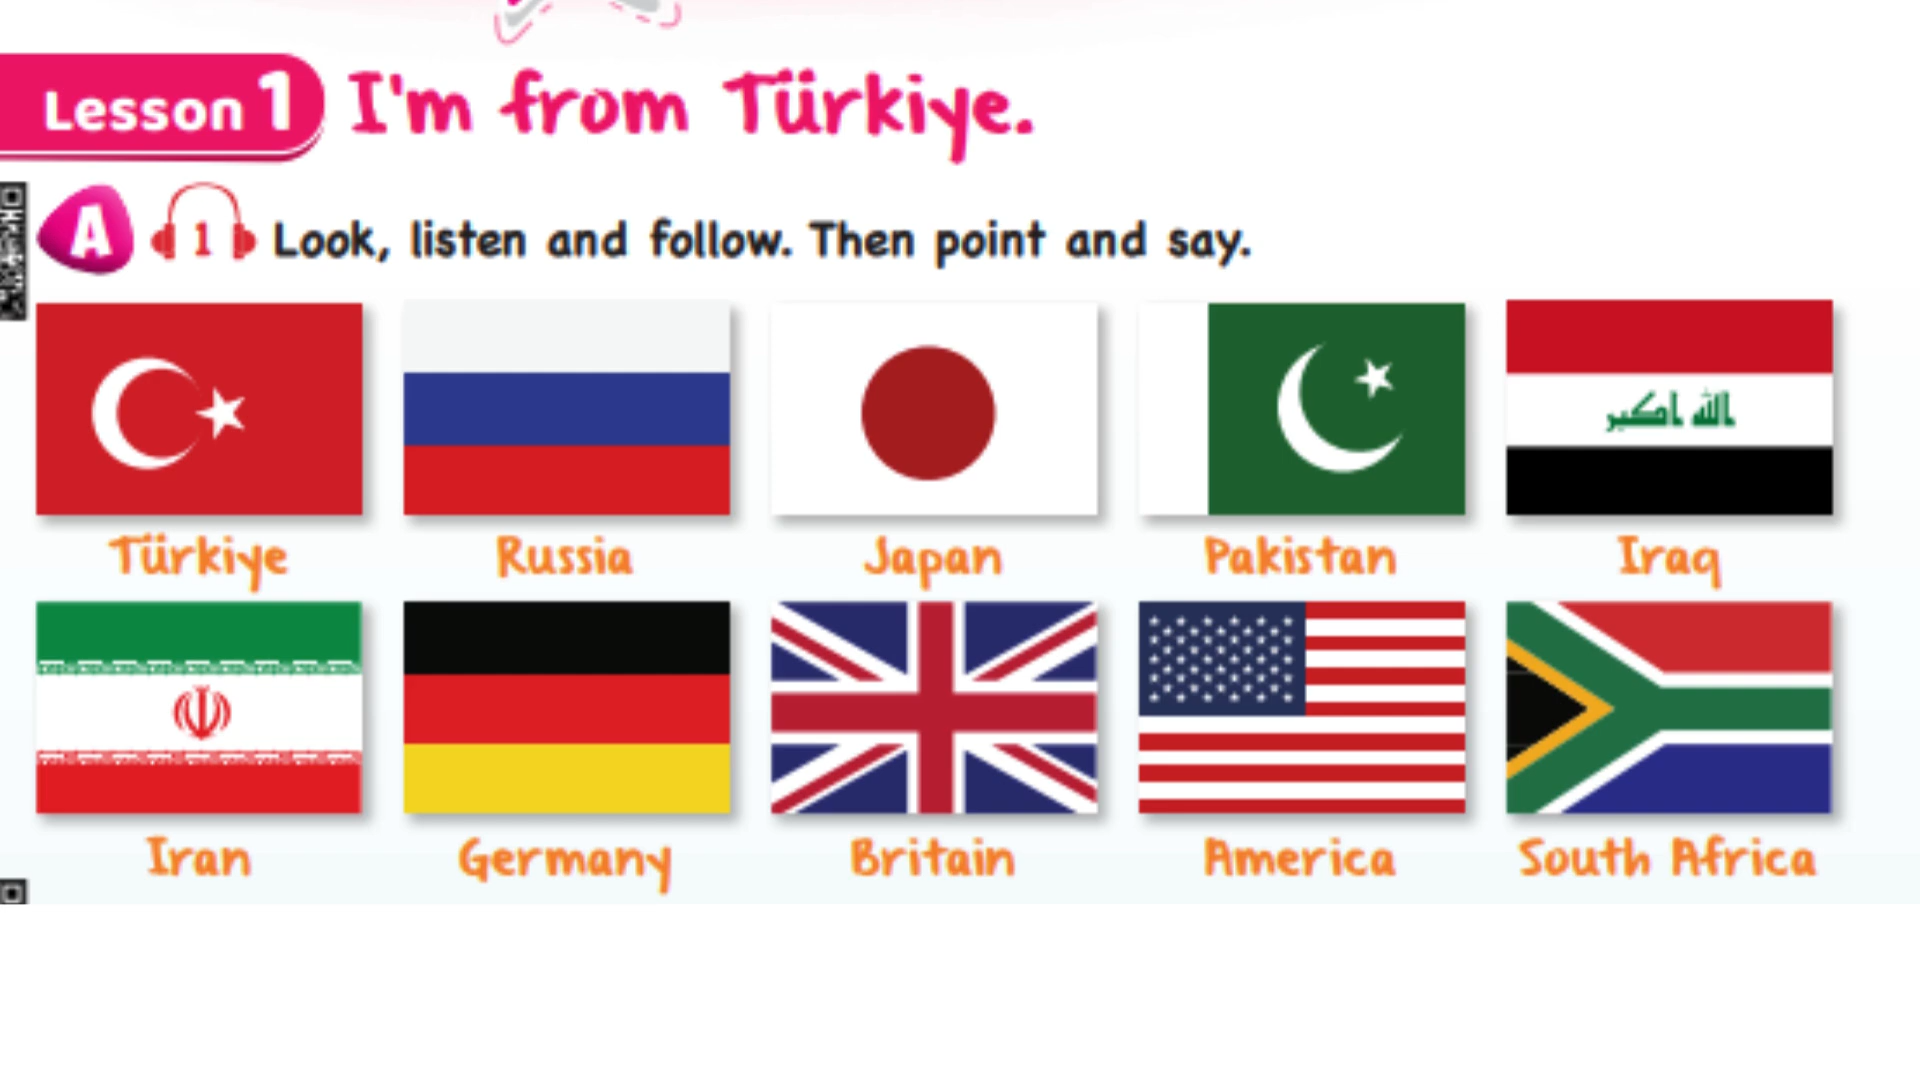 Lesson 1 I'm from Türkiye.
A 1 Look, listen and follow. Then point and say.
الله اكبر
Türkiye Russia Japan Pakistan Iraq
Iran Germany Britain America South Africa